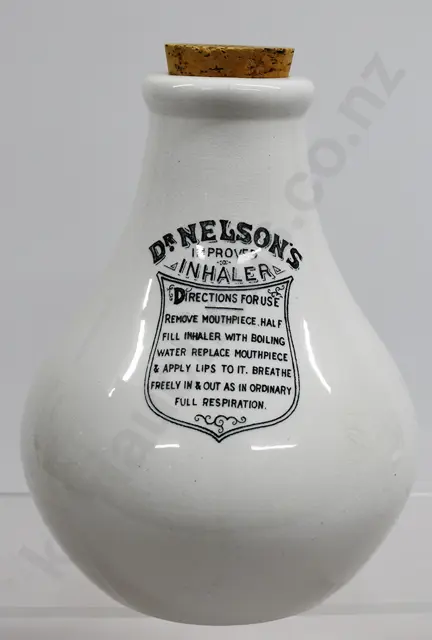 DR NELSON'S
IMPROVED
INHALER
DIRECTIONS FOR USE
REMOVE MOUTHPIECE, HALF
FILL INHALER WITH BOILING
WATER REPLACE MOUTHPIECE
& APPLY LIPS TO IT. BREATHE
FREELY IN & OUT AS IN ORDINARY
FULL RESPIRATION.